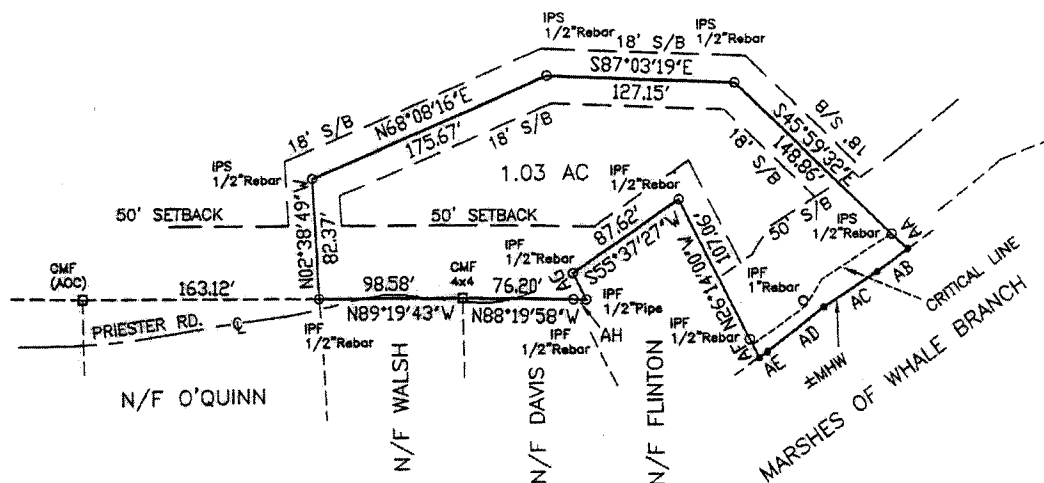 IPS
1/2"Rebar
18' S/B
IPS
1/2"Rebar
S87°03'19"E
127.15'
N68°08'16"E
175.67'
18' S/B
18' S/B
S45°59'32"E
148.86'
18' S/B
18' S/B
1.03 AC
IPS
1/2"Rebar
IPF
1/2"Rebar
50' SETBACK
50' SETBACK
N02°38'49"W
82.37'
87.62'
S55°37'27"W
107.06'
N26°14'00"W
50' S/B
IPS
1/2"Rebar
AA
AB
CRITICAL LINE
AC
AD
±MHW
AE
AF
IPF
1"Rebar
IPF
1/2"Rebar
IPF
1/2"Rebar
AG
CMF
(AOC)
163.12'
98.58'
CMF
4x4
76.20'
IPF
1/2"Pipe
N89°19'43"W
N88°19'58"W
AH
PRIESTER RD.
IPF
1/2"Rebar
IPF
1/2"Rebar
N/F O'QUINN
N/F WALSH
N/F DAVIS
N/F FLINTON
MARSHES OF WHALE BRANCH